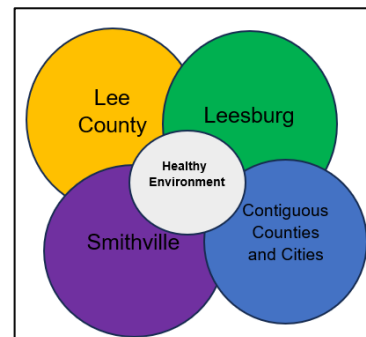 Lee
County
Leesburg
Healthy
Environment
Smithville
Contiguous
Counties
and Cities